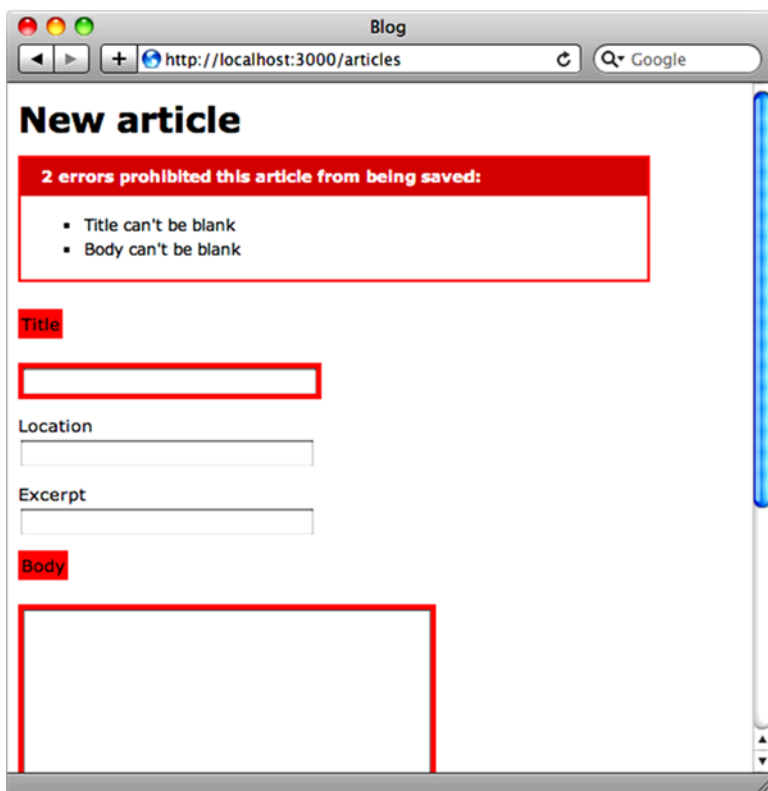 Blog
http://localhost:3000/articles
Google
New article
2 errors prohibited this article from being saved:
Title can't be blank
Body can't be blank
Title
Location
Excerpt
Body